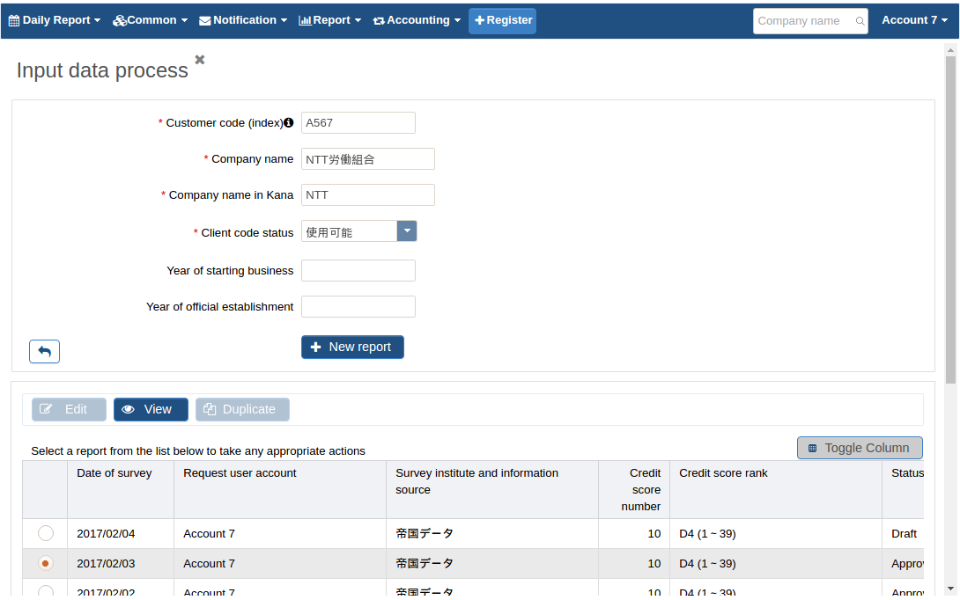 Daily Report Common Notification Report Accounting Register Company name Account 7
Input data process
* Customer code (index) A567
* Company name NTT労働組合
* Company name in Kana NTT
* Client code status 使用可能
Year of starting business
Year of official establishment
New report
Edit View Duplicate
Select a report from the list below to take any appropriate actions Toggle Column
Date of survey Request user account Survey institute and information Credit Credit score rank Status
source score
number
2017/02/04 Account 7 帝国データ 10 D4 (1 ~ 39) Draft
2017/02/03 Account 7 帝国データ 10 D4 (1 ~ 39) Appro
2017/02/02 Account 7 帝国データ 10 D4 (1 ~ 39) Appro